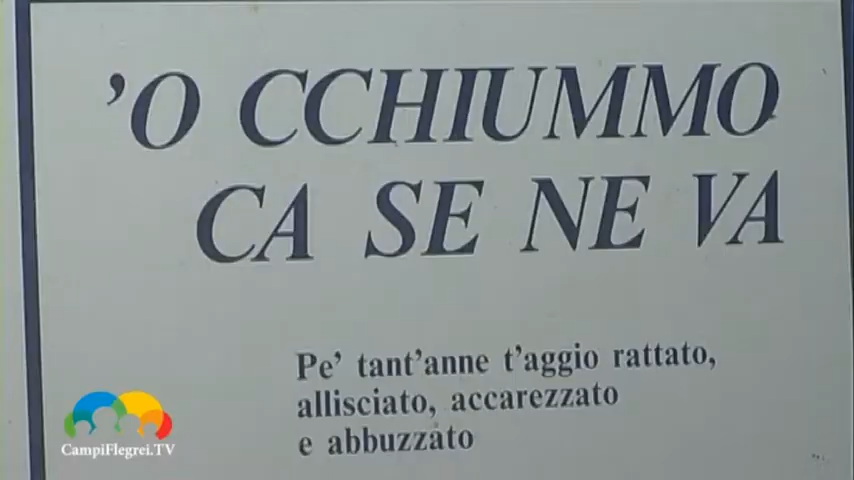 'O CCHIUMMO
CA SE NE VA
Pe' tant'anne t'aggio rattato,
allisciato, accarezzato
e abbuzzato
CampiFlegrei.TV